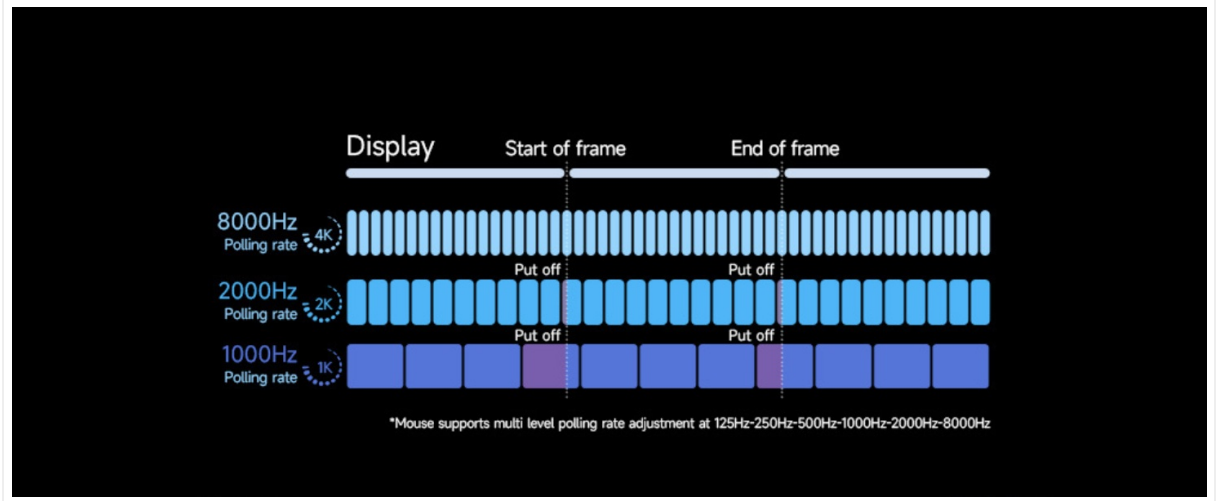 Display
Start of frame
End of frame
8000Hz
Polling rate
4K
Put off
Put off
2000Hz
Polling rate
2K
Put off
Put off
1000Hz
Polling rate
1K
*Mouse supports multi level polling rate adjustment at 125Hz-250Hz-500Hz-1000Hz-2000Hz-8000Hz